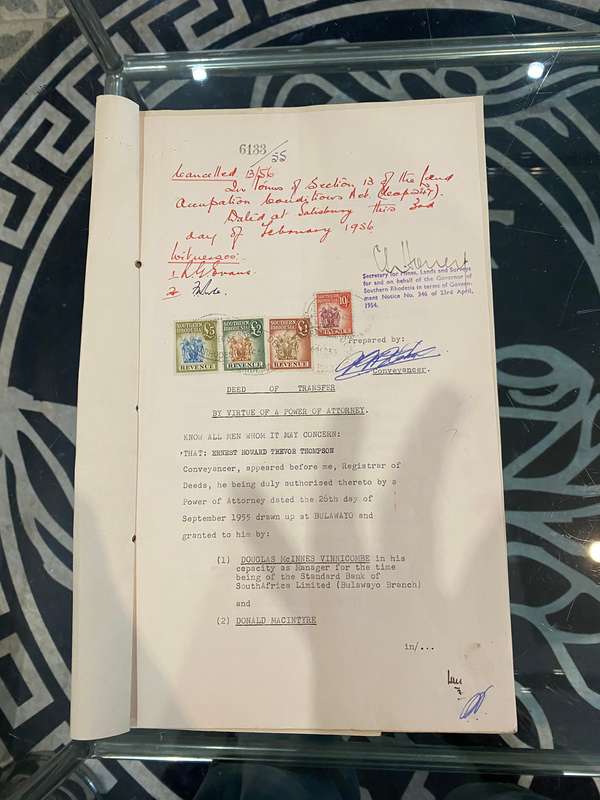 6133/55
Cancelled B/56
In terms of Section 13 of the Land
Occupation Conditions Act.
Dated at Salisbury this 3rd
day of February 1956.
Witnesses:
1 R G Evans.
2
Secretary for Mines, Lands and Surveys
for and on behalf of the Governor of
Southern Rhodesia in terms of Govern-
ment Notice No. 346 of 23rd April,
1954.
SOUTHERN RHODESIA £5 REVENUE
SOUTHERN RHODESIA £2 REVENUE
SOUTHERN RHODESIA £1 REVENUE
SOUTHERN RHODESIA 10/- REVENUE
Prepared by:
Conveyancer.
DEED OF TRANSFER
BY VIRTUE OF A POWER OF ATTORNEY.
KNOW ALL MEN WHOM IT MAY CONCERN:
THAT: ERNEST HOWARD TREVOR THOMPSON
Conveyancer, appeared before me, Registrar of
Deeds, he being duly authorised thereto by a
Power of Attorney dated the 26th day of
September 1955 drawn up at BULAWAYO and
granted to him by:
(1) DOUGLAS McINNES VINNICOMBE in his
capacity as Manager for the time
being of the Standard Bank of
SouthAfrica Limited (Bulawayo Branch)
and
(2) DONALD MACINTYRE
in/...